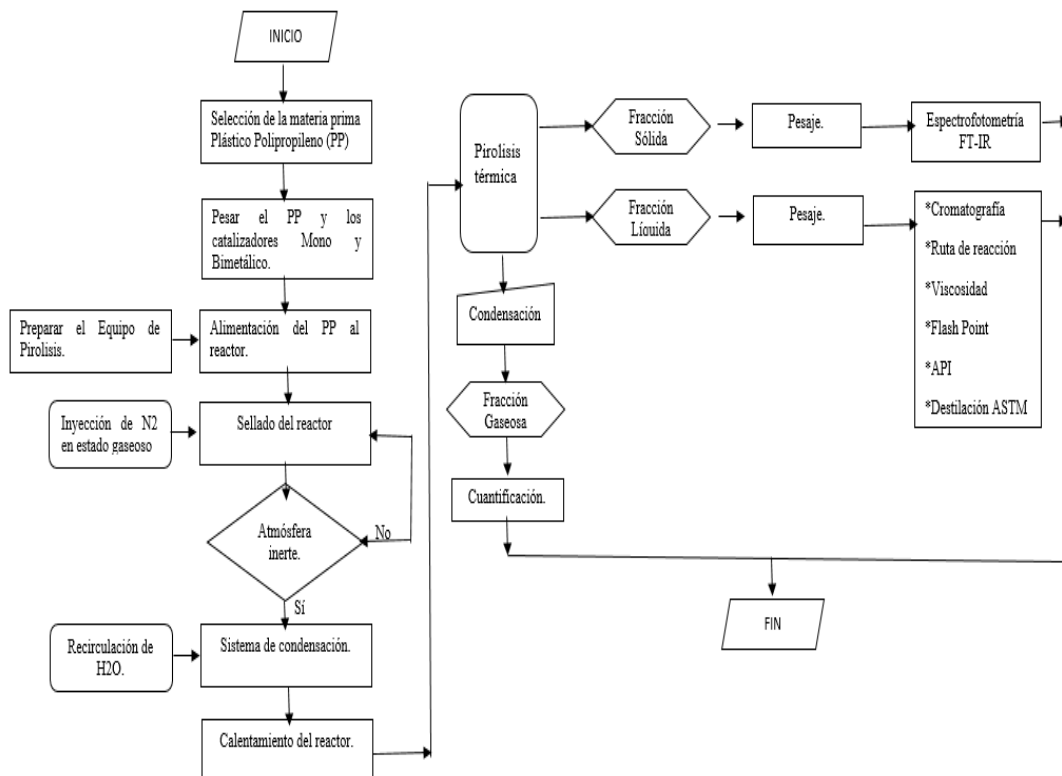 INICIO
Selección de la materia prima
Plástico Polipropileno (PP)
Pesar el PP y los
catalizadores Mono y
Bimetálico.
Preparar el Equipo de
Pirolisis.
Alimentación del PP al
reactor.
Inyección de N2
en estado gaseoso
Sellado del reactor
Atmósfera
inerte.
No
Sí
Recirculación de
H2O.
Sistema de condensación.
Calentamiento del reactor.
Pirolisis
térmica
Fracción
Sólida
Pesaje.
Espectrofotometría
FT-IR
Fracción
Líquida
Pesaje.
*Cromatografía
*Ruta de reacción
*Viscosidad
*Flash Point
*API
*Destilación ASTM
Condensación
Fracción
Gaseosa
Cuantificación.
FIN